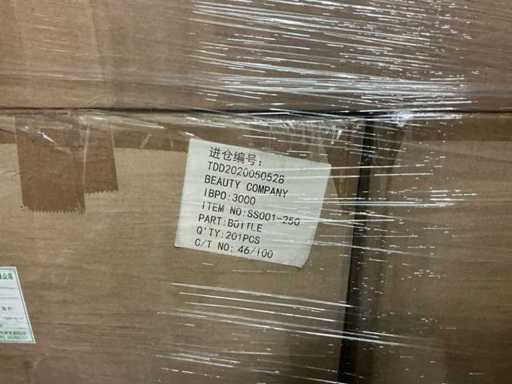 进仓编号:
TDD2020050526
BEAUTY COMPANY
IBPO:3000
ITEM NO:SS001-250
PART:BOTTLE
Q'TY:201PCS
C/T NO: 46/100